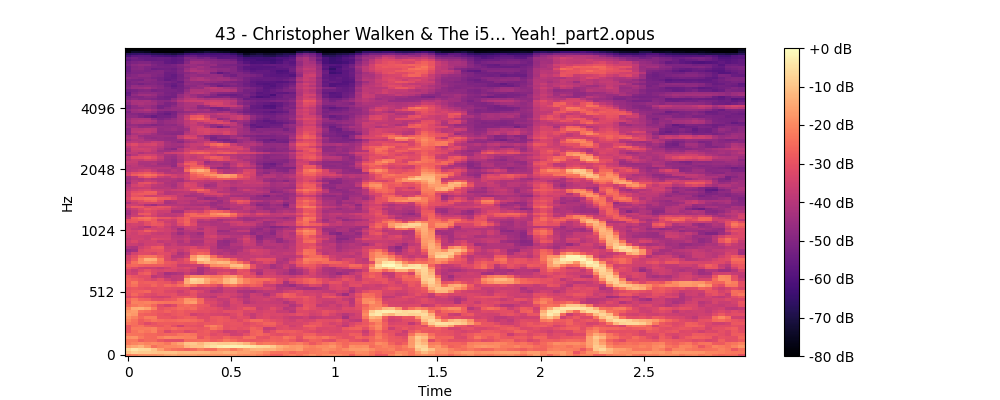 43 - Christopher Walken & The i5... Yeah!_part2.opus
+0 dB
4096
-10 dB
-20 dB
2048
-30 dB
Hz
-40 dB
1024
-50 dB
512
-60 dB
-70 dB
0
-80 dB
0 0.5 1 1.5 2 2.5
Time